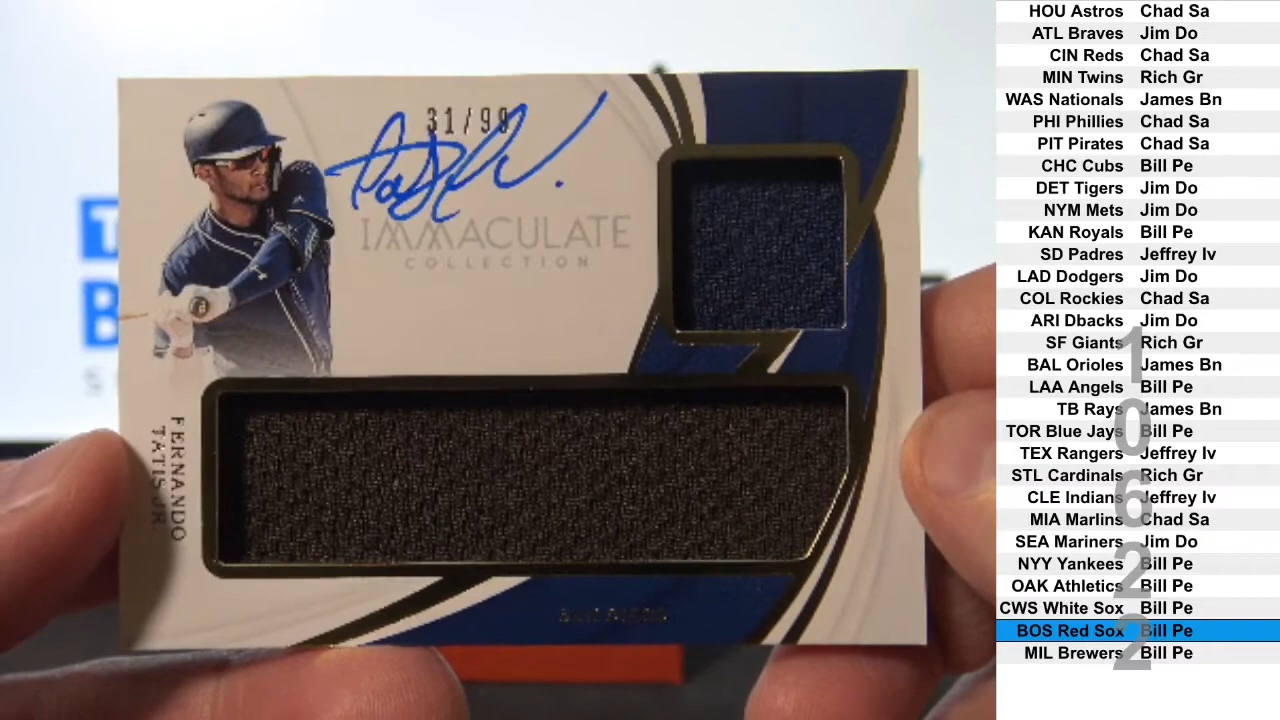 31/99
IMMACULATE
COLLECTION
FERNANDO
TATIS JR.
T
B
S
HOU Astros Chad Sa
ATL Braves Jim Do
CIN Reds Chad Sa
MIN Twins Rich Gr
WAS Nationals James Bn
PHI Phillies Chad Sa
PIT Pirates Chad Sa
CHC Cubs Bill Pe
DET Tigers Jim Do
NYM Mets Jim Do
KAN Royals Bill Pe
SD Padres Jeffrey Iv
LAD Dodgers Jim Do
COL Rockies Chad Sa
ARI Dbacks Jim Do
SF Giants Rich Gr
BAL Orioles James Bn
LAA Angels Bill Pe
TB Rays James Bn
TOR Blue Jays Bill Pe
TEX Rangers Jeffrey Iv
STL Cardinals Rich Gr
CLE Indians Jeffrey Iv
MIA Marlins Chad Sa
SEA Mariners Jim Do
NYY Yankees Bill Pe
OAK Athletics Bill Pe
CWS White Sox Bill Pe
BOS Red Sox Bill Pe
MIL Brewers Bill Pe
10622